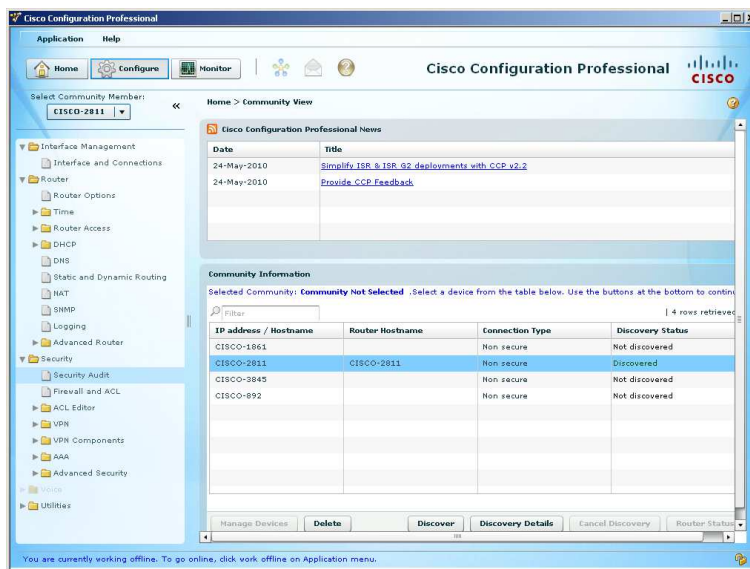 Cisco Configuration Professional
Application Help
Home Configure Monitor
Cisco Configuration Professional
CISCO
Select Community Member:
CISCO-2811
Home > Community View
Interface Management
Interface and Connections
Router
Router Options
Time
Router Access
DHCP
DNS
Static and Dynamic Routing
NAT
SNMP
Logging
Advanced Router
Security
Security Audit
Firewall and ACL
ACL Editor
VPN
VPN Components
AAA
Advanced Security
Voice
Utilities
Cisco Configuration Professional News
Date Title
24-May-2010 Simplify ISR & ISR G2 deployments with CCP v2.2
24-May-2010 Provide CCP Feedback
Community Information
Selected Community: Community Not Selected .Select a device from the table below. Use the buttons at the bottom to continu
Filter
| 4 rows retrieved
IP address / Hostname Router Hostname Connection Type Discovery Status
CISCO-1861 Non secure Not discovered
CISCO-2811 CISCO-2811 Non secure Discovered
CISCO-3845 Non secure Not discovered
CISCO-892 Non secure Not discovered
Manage Devices Delete Discover Discovery Details Cancel Discovery Router Status
You are currently working offline. To go online, click work offline on Application menu.